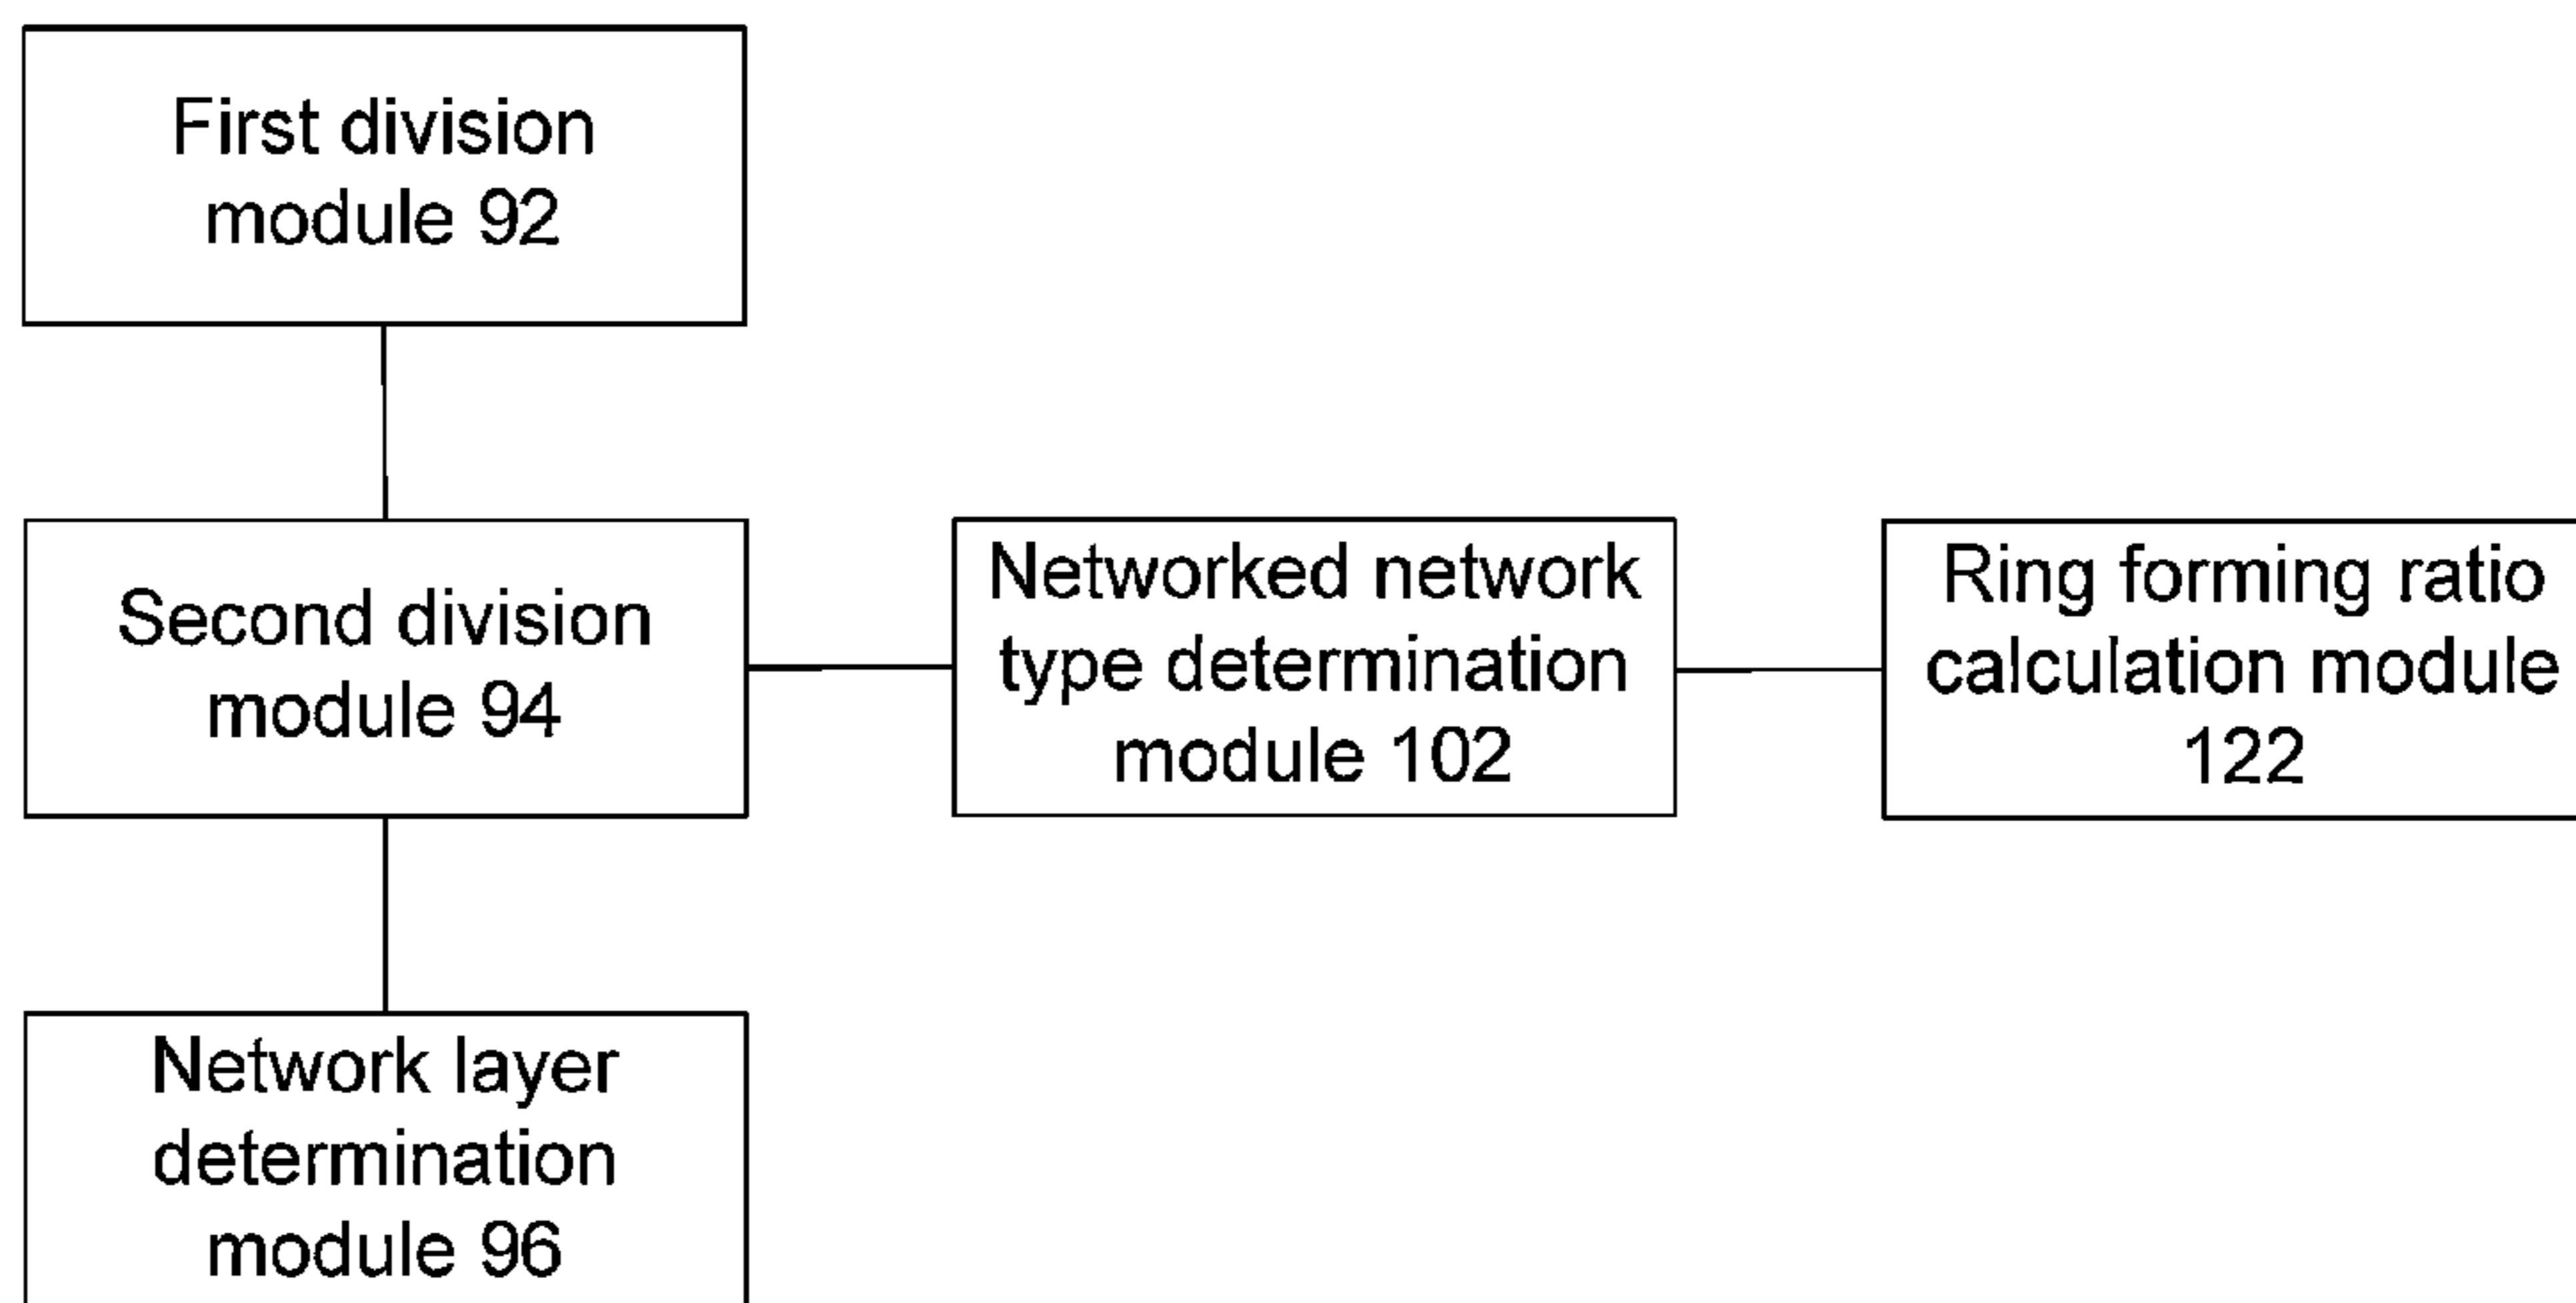 First division
module 92
Second division
module 94
Networked network
type determination
module 102
Ring forming ratio
calculation module
122
Network layer
determination
module 96